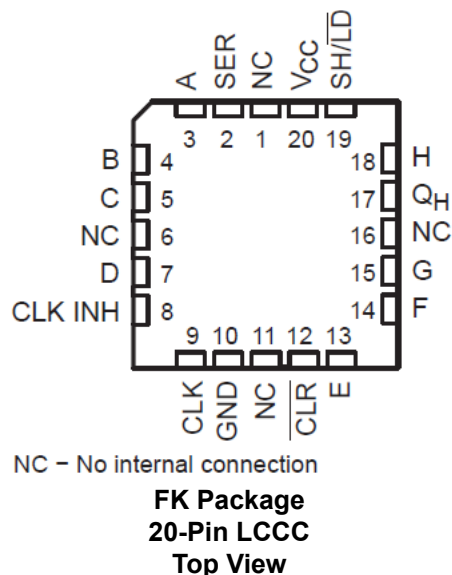 A SER NC VCC SH/LD
3 2 1 20 19
B 4 18 H
C 5 17 QH
NC 6 16 NC
D 7 15 G
CLK INH 8 14 F
9 10 11 12 13
CLK GND NC CLR E
NC – No internal connection
FK Package
20-Pin LCCC
Top View